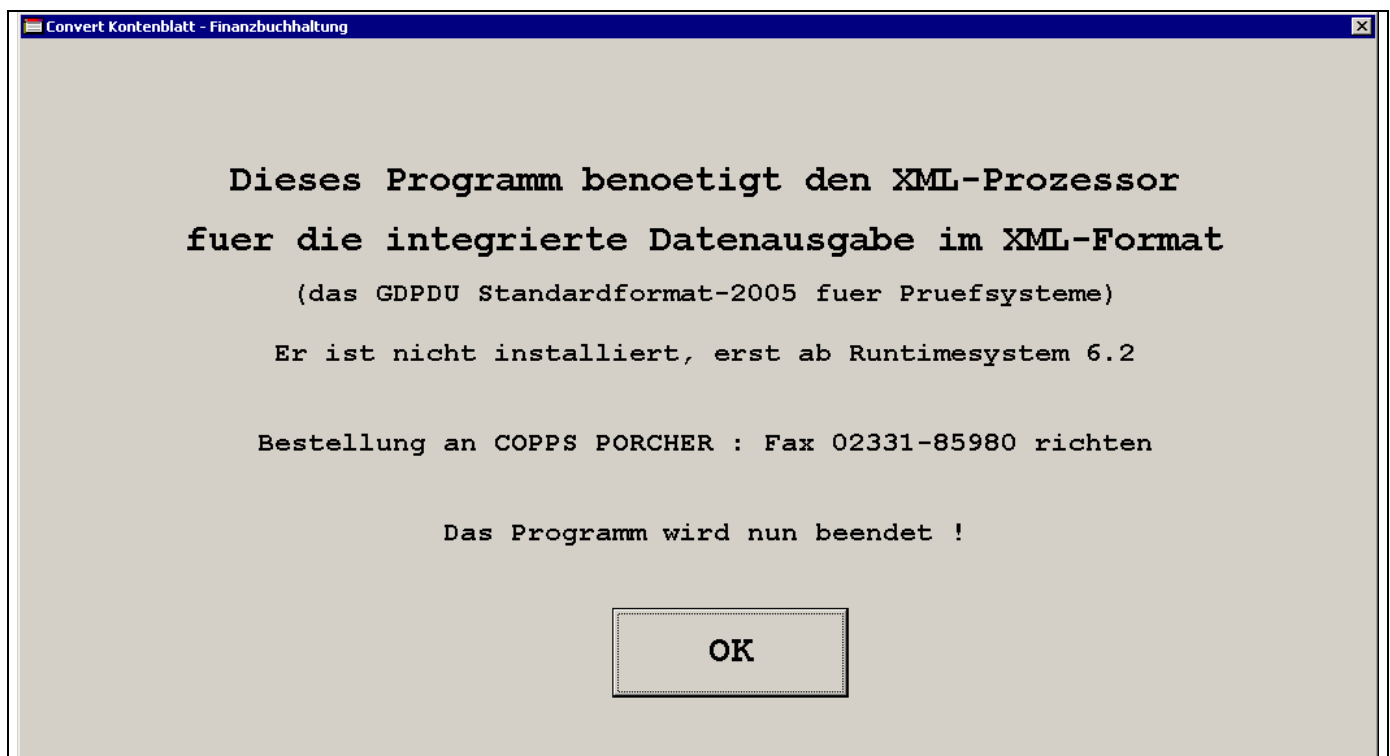 Convert Kontenblatt - Finanzbuchhaltung
Dieses Programm benoetigt den XML-Prozessor
fuer die integrierte Datenausgabe im XML-Format
(das GDPDU Standardformat-2005 fuer Pruefsysteme)
Er ist nicht installiert, erst ab Runtimesystem 6.2
Bestellung an COPPS PORCHER : Fax 02331-85980 richten
Das Programm wird nun beendet !
OK